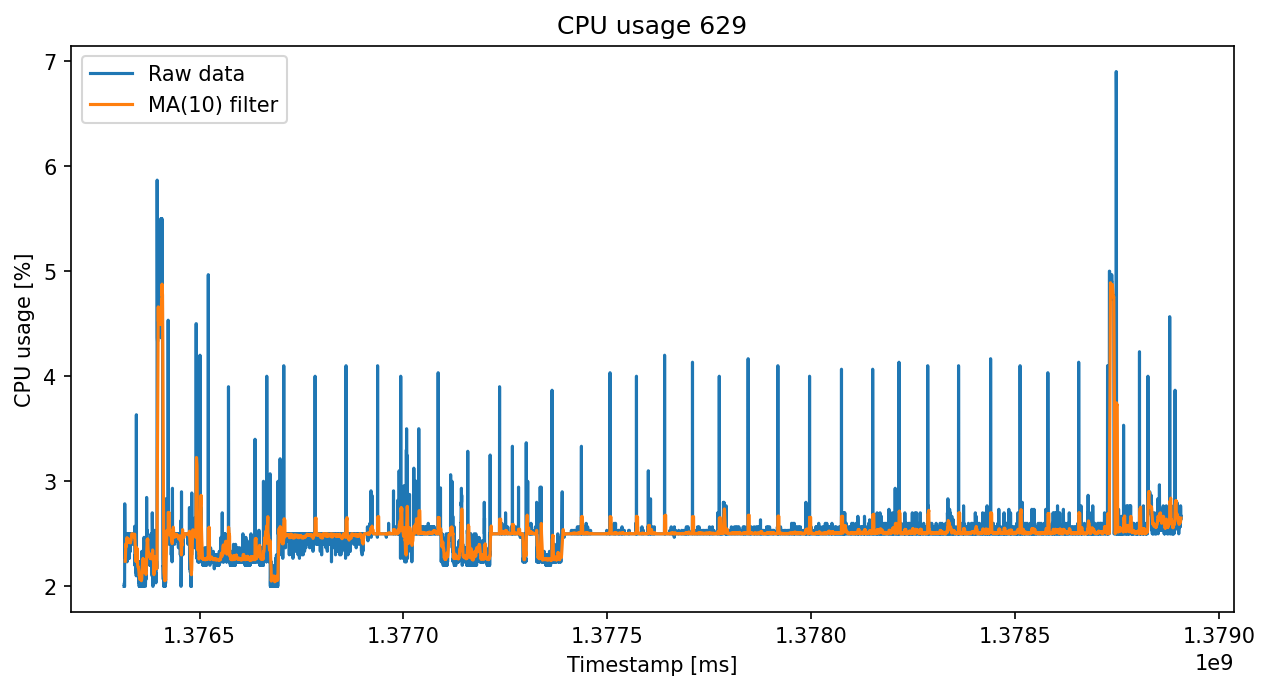 CPU usage 629
Raw data
MA(10) filter
7
6
5
4
3
2
CPU usage [%]
1.3765 1.3770 1.3775 1.3780 1.3785 1.3790
1e9
Timestamp [ms]